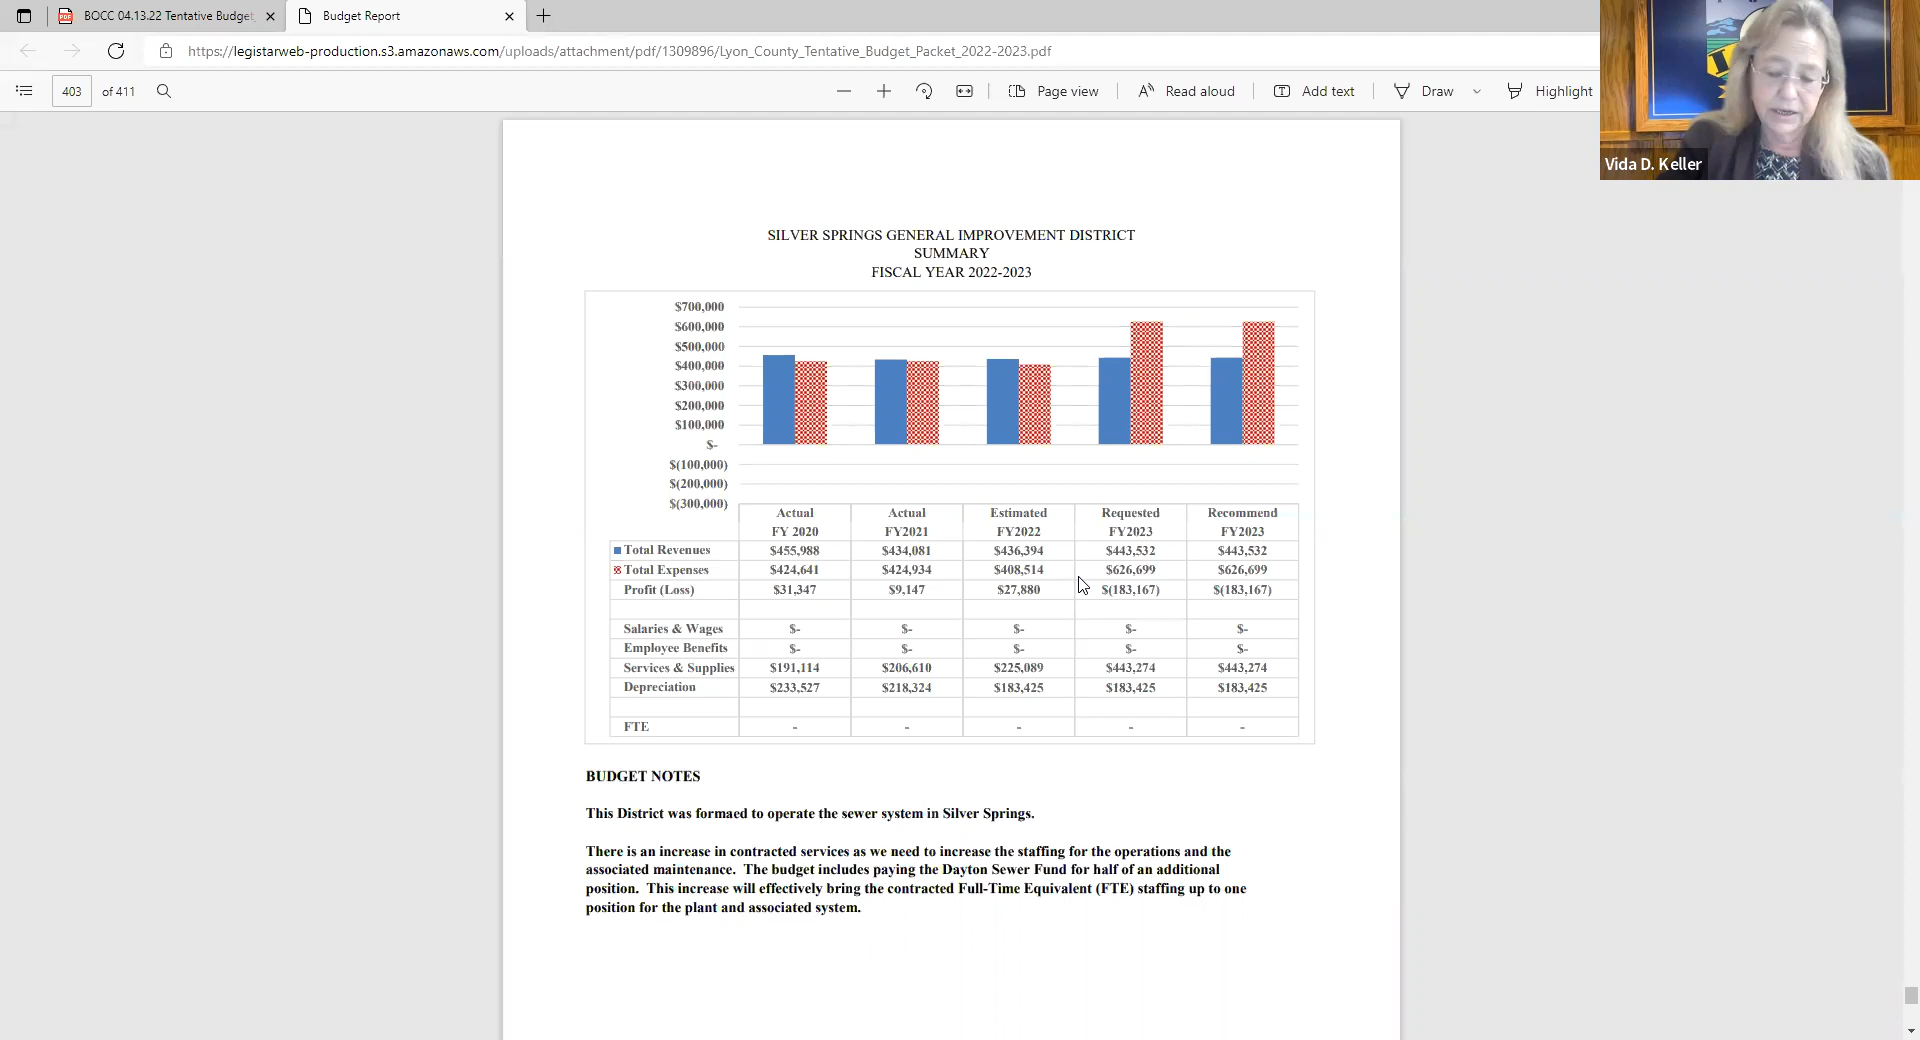 BOCC 04.13.22 Tentative Budget
Budget Report
https://legistarweb-production.s3.amazonaws.com/uploads/attachment/pdf/1309896/Lyon_County_Tentative_Budget_Packet_2022-2023.pdf
403 of 411 Page view Read aloud Add text Draw Highlight
Vida D. Keller
SILVER SPRINGS GENERAL IMPROVEMENT DISTRICT
SUMMARY
FISCAL YEAR 2022-2023
$700,000
$600,000
$500,000
$400,000
$300,000
$200,000
$100,000
$-
$(100,000)
$(200,000)
$(300,000)
Actual Actual Estimated Requested Recommend
FY 2020 FY2021 FY2022 FY2023 FY2023
Total Revenues $455,988 $434,081 $436,394 $443,532 $443,532
Total Expenses $424,641 $424,934 $408,514 $626,699 $626,699
Profit (Loss) $31,347 $9,147 $27,880 $(183,167) $(183,167)
Salaries & Wages $- $- $- $- $-
Employee Benefits $- $- $- $- $-
Services & Supplies $191,114 $206,610 $225,089 $443,274 $443,274
Depreciation $233,527 $218,324 $183,425 $183,425 $183,425
FTE - - - - -
BUDGET NOTES
This District was formaed to operate the sewer system in Silver Springs.
There is an increase in contracted services as we need to increase the staffing for the operations and the
associated maintenance. The budget includes paying the Dayton Sewer Fund for half of an additional
position. This increase will effectively bring the contracted Full-Time Equivalent (FTE) staffing up to one
position for the plant and associated system.